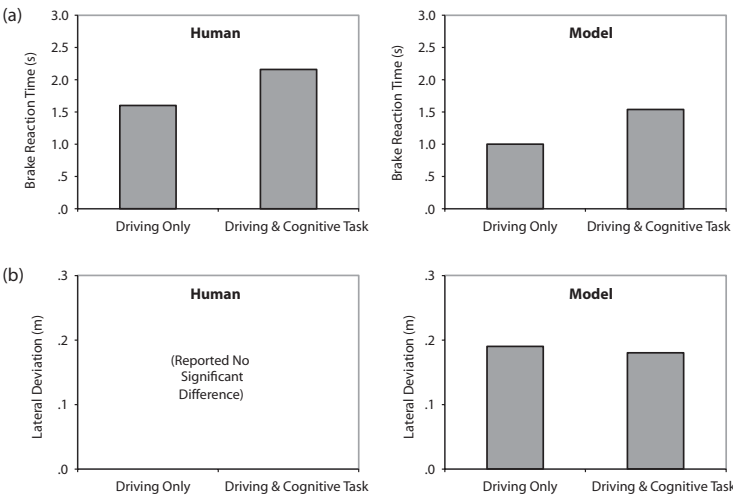 (a)
Human
Brake Reaction Time (s)
3.0
2.5
2.0
1.5
1.0
.5
.0
Driving Only
Driving & Cognitive Task
Model
Brake Reaction Time (s)
3.0
2.5
2.0
1.5
1.0
.5
.0
Driving Only
Driving & Cognitive Task
(b)
Human
Lateral Deviation (m)
.3
.2
.1
.0
(Reported No
Significant
Difference)
Driving Only
Driving & Cognitive Task
Model
Lateral Deviation (m)
.3
.2
.1
.0
Driving Only
Driving & Cognitive Task